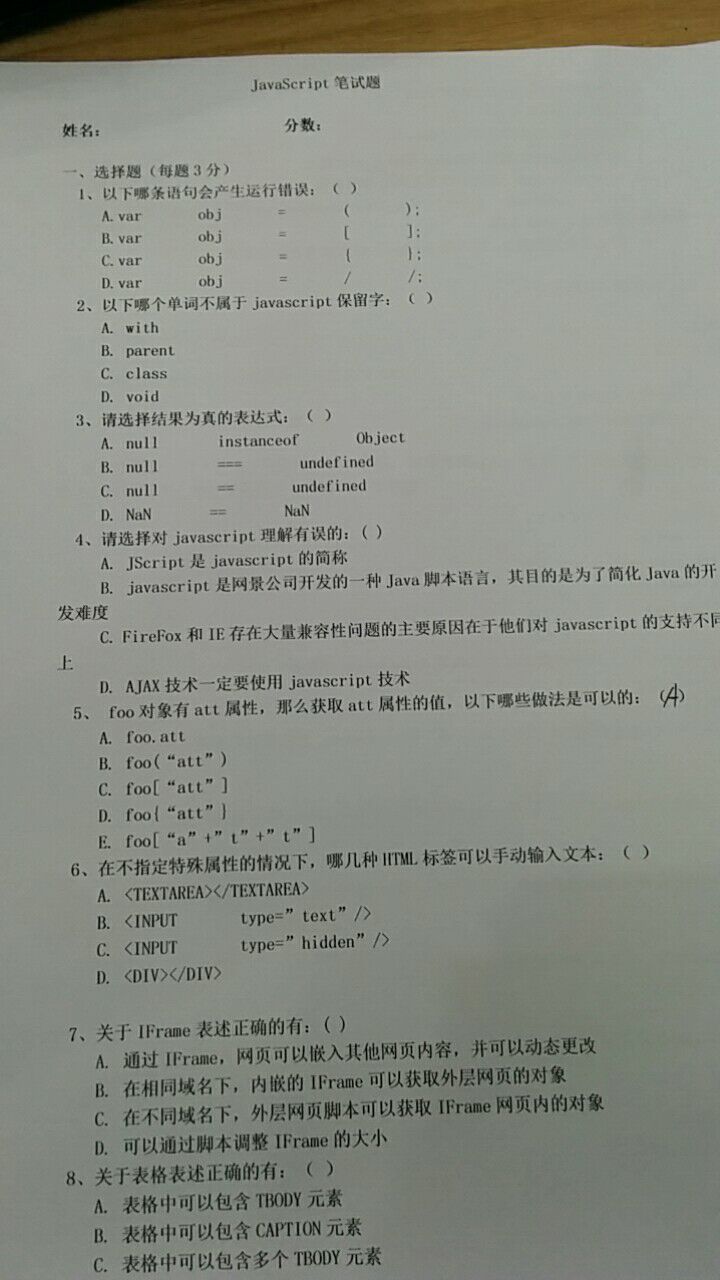 JavaScript 笔试题
姓名: 分数:
一、选择题（每题 3 分）
1、以下哪条语句会产生运行错误：（ ）
A. var obj = ( );
B. var obj = [ ];
C. var obj = { };
D. var obj = / /;
2、以下哪个单词不属于 javascript 保留字：（ ）
A. with
B. parent
C. class
D. void
3、请选择结果为真的表达式：（ ）
A. null instanceof Object
B. null === undefined
C. null == undefined
D. NaN == NaN
4、请选择对 javascript 理解有误的：( )
A. JScript 是 javascript 的简称
B. javascript 是网景公司开发的一种 Java 脚本语言，其目的是为了简化 Java 的开
发难度
C. FireFox 和 IE 存在大量兼容性问题的主要原因在于他们对 javascript 的支持不同
上
D. AJAX 技术一定要使用 javascript 技术
5、 foo 对象有 att 属性，那么获取 att 属性的值，以下哪些做法是可以的：（A）
A. foo.att
B. foo(“att”)
C. foo[“att”]
D. foo{“att”}
E. foo[“a”+”t”+”t”]
6、在不指定特殊属性的情况下，哪几种 HTML 标签可以手动输入文本：（ ）
A. <TEXTAREA></TEXTAREA>
B. <INPUT type=”text”/>
C. <INPUT type=”hidden”/>
D. <DIV></DIV>
7、关于 IFrame 表述正确的有：( )
A. 通过 IFrame，网页可以嵌入其他网页内容，并可以动态更改
B. 在相同域名下，内嵌的 IFrame 可以获取外层网页的对象
C. 在不同域名下，外层网页脚本可以获取 IFrame 网页内的对象
D. 可以通过脚本调整 IFrame 的大小
8、关于表格表述正确的有：（ ）
A. 表格中可以包含 TBODY 元素
B. 表格中可以包含 CAPTION 元素
C. 表格中可以包含多个 TBODY 元素